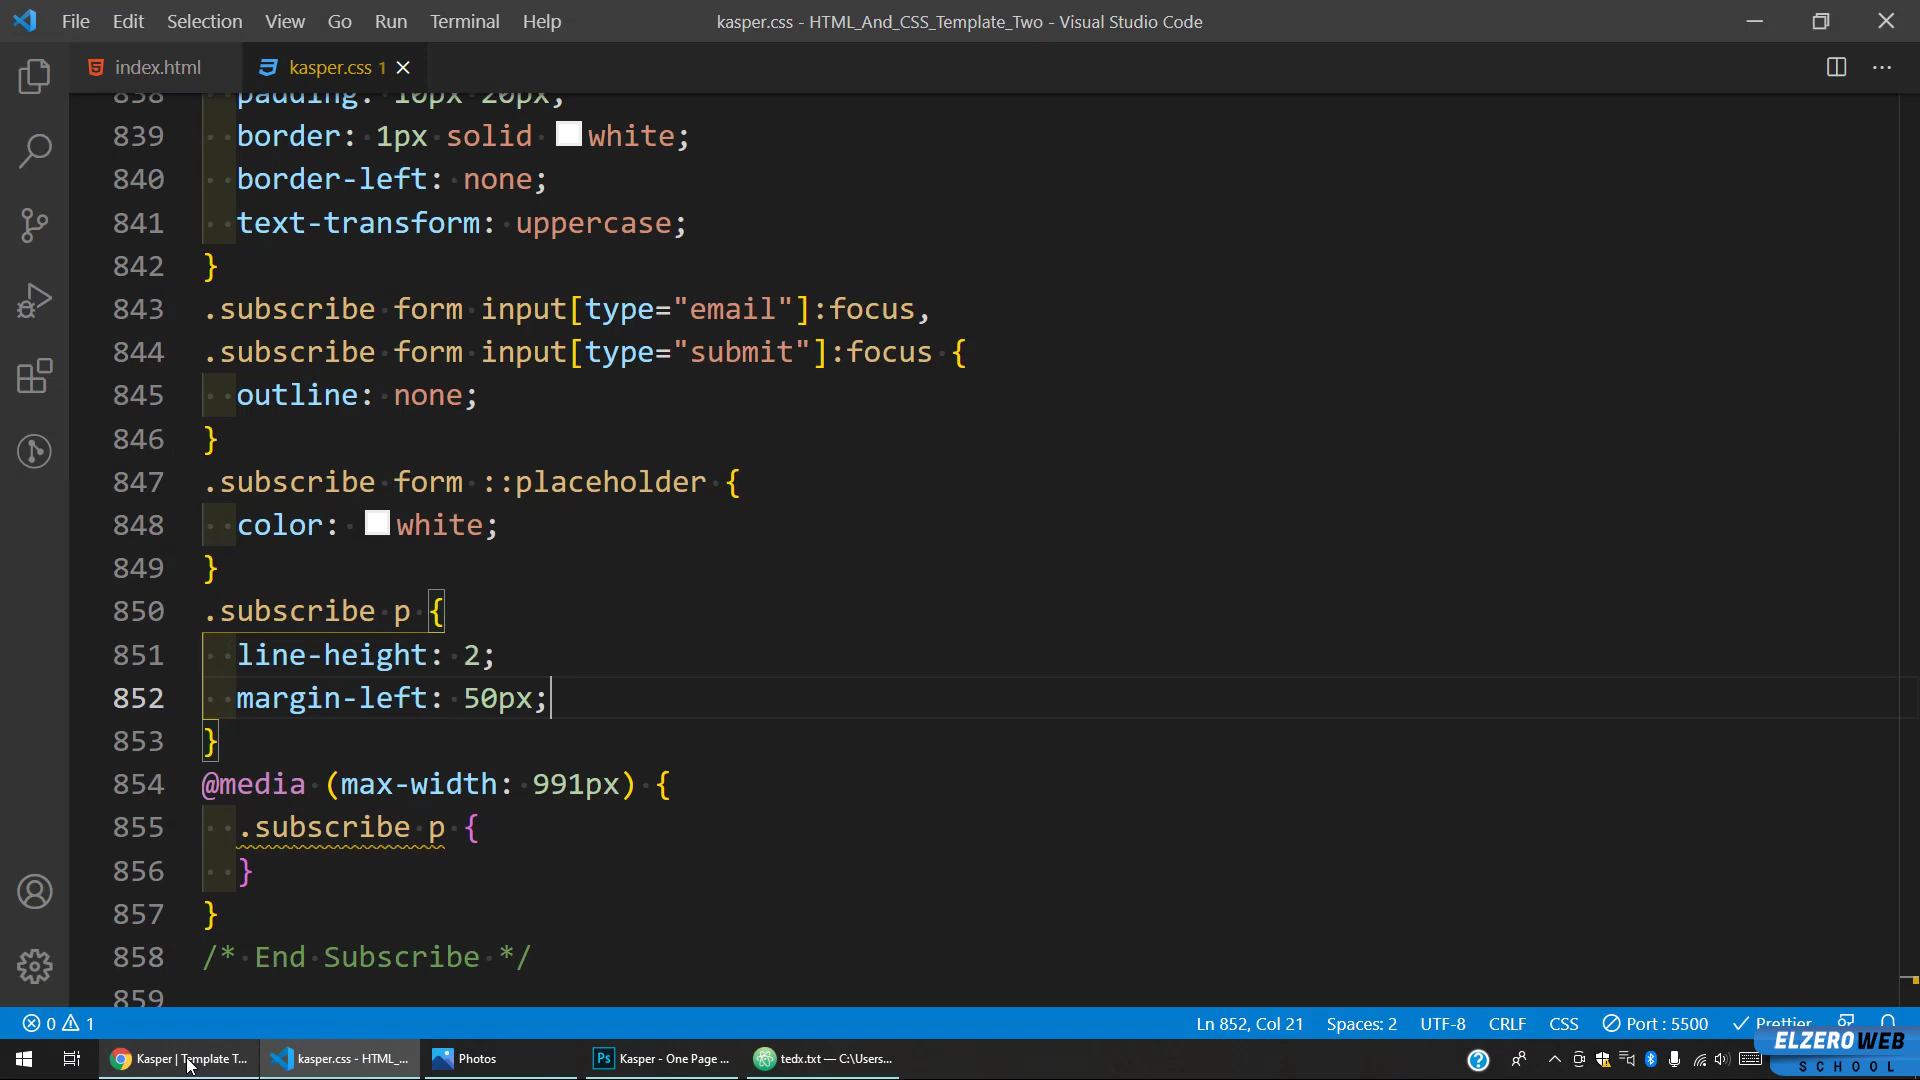 File Edit Selection View Go Run Terminal Help
kasper.css - HTML_And_CSS_Template_Two - Visual Studio Code
index.html
kasper.css 1
838 padding: 10px 20px;
839 border: 1px solid white;
840 border-left: none;
841 text-transform: uppercase;
842 }
843 .subscribe form input[type="email"]:focus,
844 .subscribe form input[type="submit"]:focus {
845 outline: none;
846 }
847 .subscribe form ::placeholder {
848 color: white;
849 }
850 .subscribe p {
851 line-height: 2;
852 margin-left: 50px;
853 }
854 @media (max-width: 991px) {
855 .subscribe p {
856 }
857 }
858 /* End Subscribe */
859
0 1
Ln 852, Col 21 Spaces: 2 UTF-8 CRLF CSS Port : 5500 Prettier
Kasper | Template T...
kasper.css - HTML_...
Photos
Ps Kasper - One Page ...
tedx.txt — C:\Users...
ELZEROWEB
SCHOOL